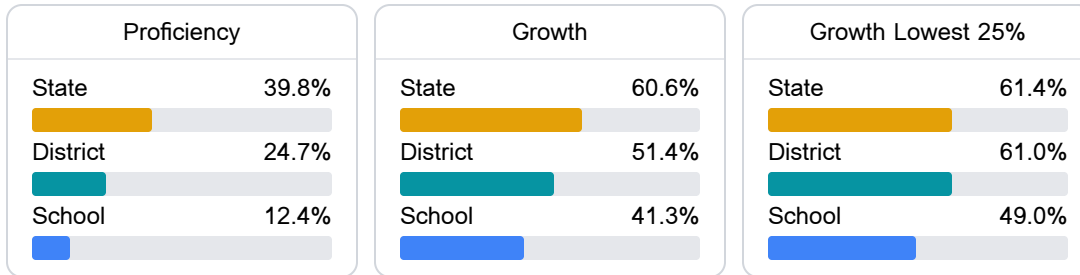 Proficiency
State 39.8%
District 24.7%
School 12.4%
Growth
State 60.6%
District 51.4%
School 41.3%
Growth Lowest 25%
State 61.4%
District 61.0%
School 49.0%